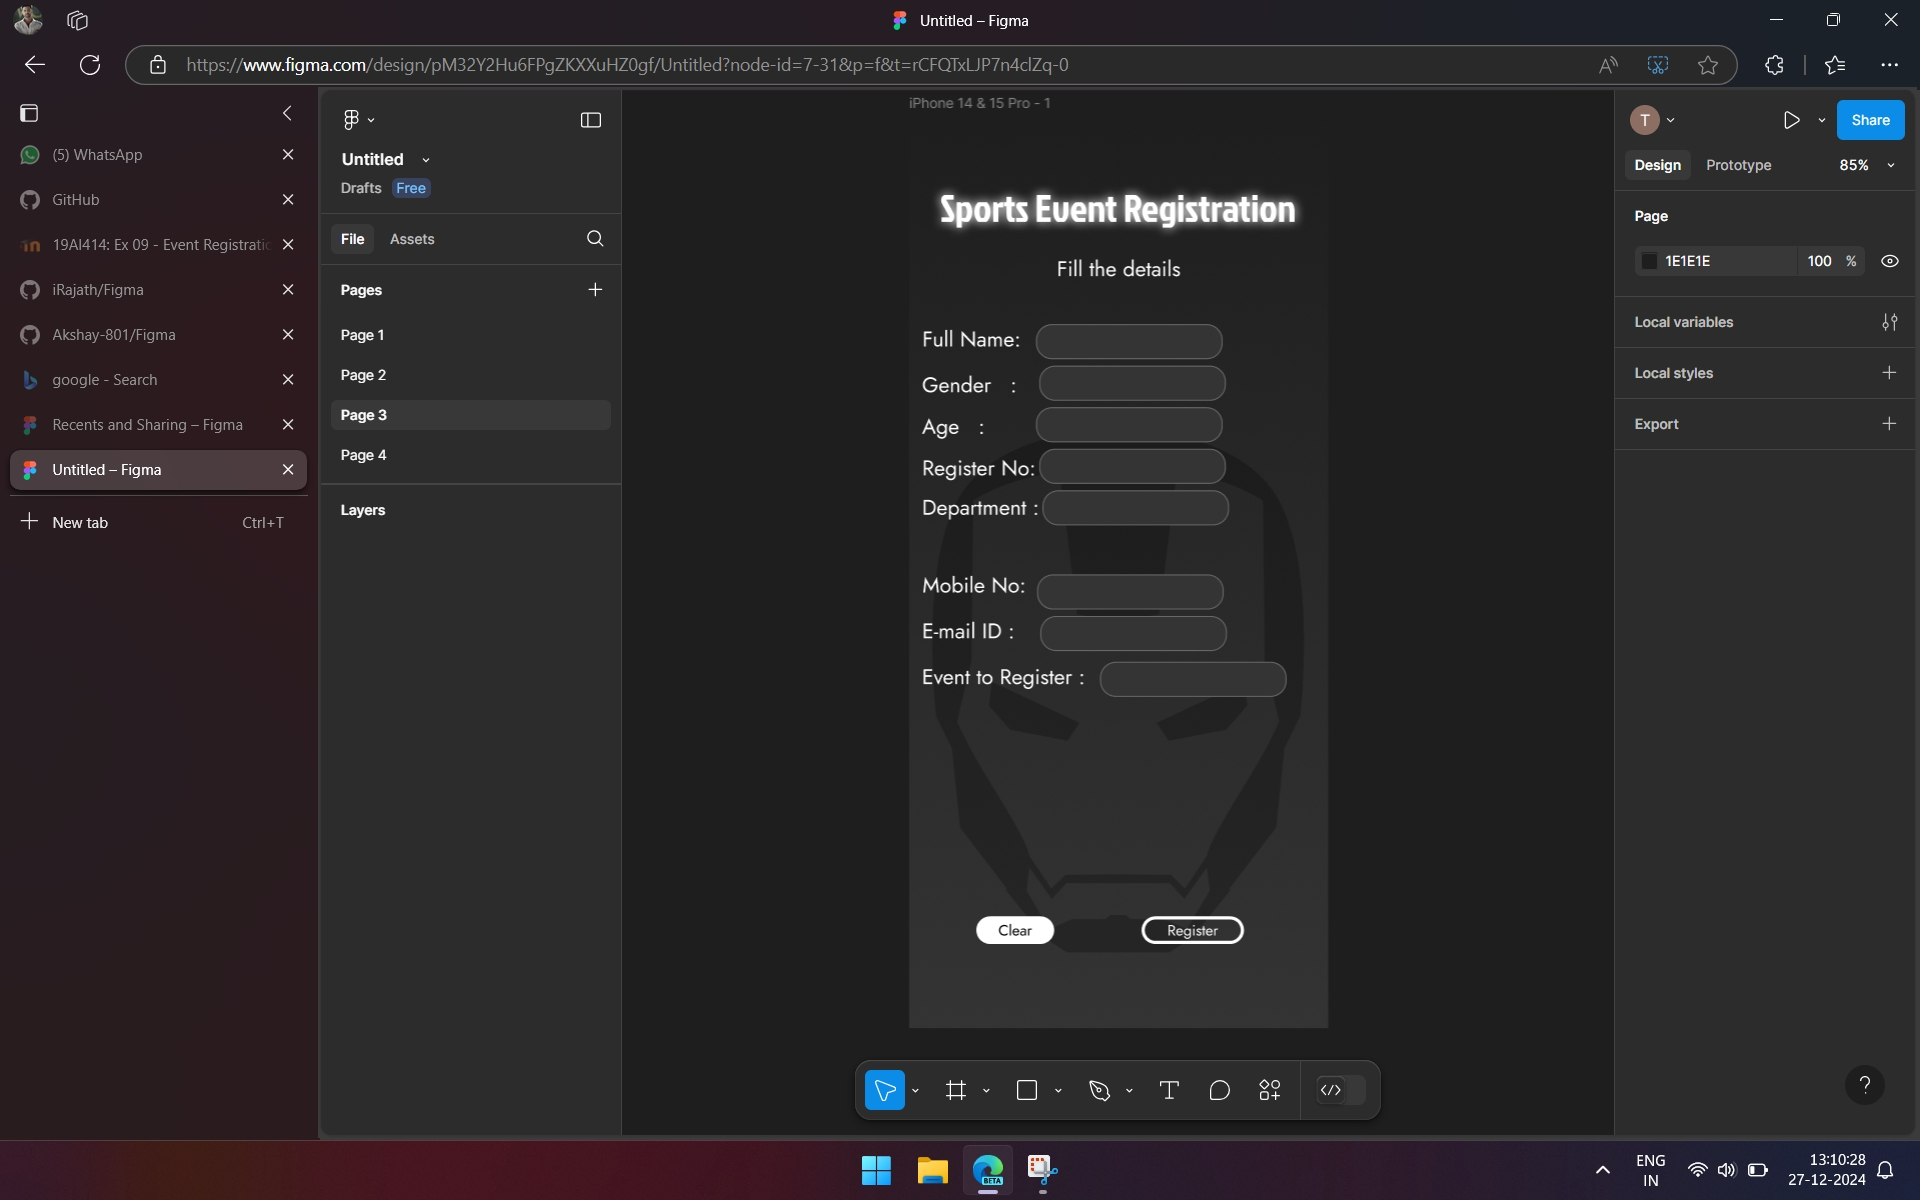 Untitled – Figma
https://www.figma.com/design/pM32Y2Hu6FPgZKXXuHZ0gf/Untitled?node-id=7-31&p=f&t=rCFQTxLJP7n4clZq-0
(5) WhatsApp
GitHub
19AI414: Ex 09 - Event Registratic
iRajath/Figma
Akshay-801/Figma
google - Search
Recents and Sharing – Figma
Untitled – Figma
New tab Ctrl+T
Untitled
Drafts Free
File Assets
Pages
Page 1
Page 2
Page 3
Page 4
Layers
iPhone 14 & 15 Pro - 1
Sports Event Registration
Fill the details
Full Name:
Gender :
Age :
Register No:
Department :
Mobile No:
E-mail ID :
Event to Register :
Clear Register
T
Share
Design Prototype 85%
Page
1E1E1E 100 %
Local variables
Local styles
Export
?
BETA
ENG
IN
13:10:28
27-12-2024